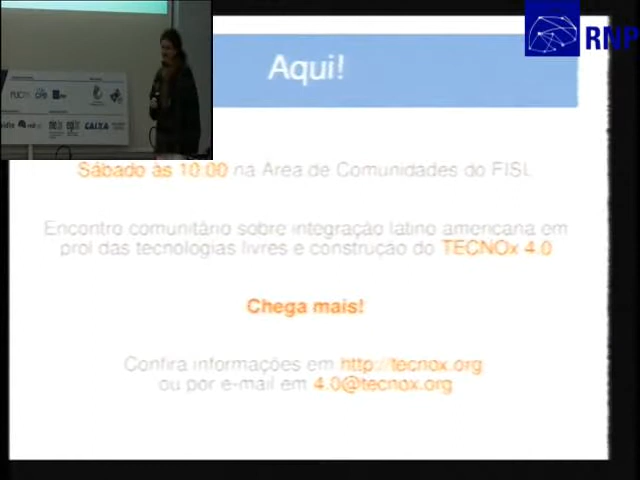 RNP
Aqui!
PUCRS
CAIXA
Sábado às 10:00 na Área de Comunidades do FISL
Encontro comunitário sobre integração latino americana em
prol das tecnologias livres e construção do TECNOx 4.0
Chega mais!
Confira informações em http://tecnox.org
ou por e-mail em 4.0@tecnox.org